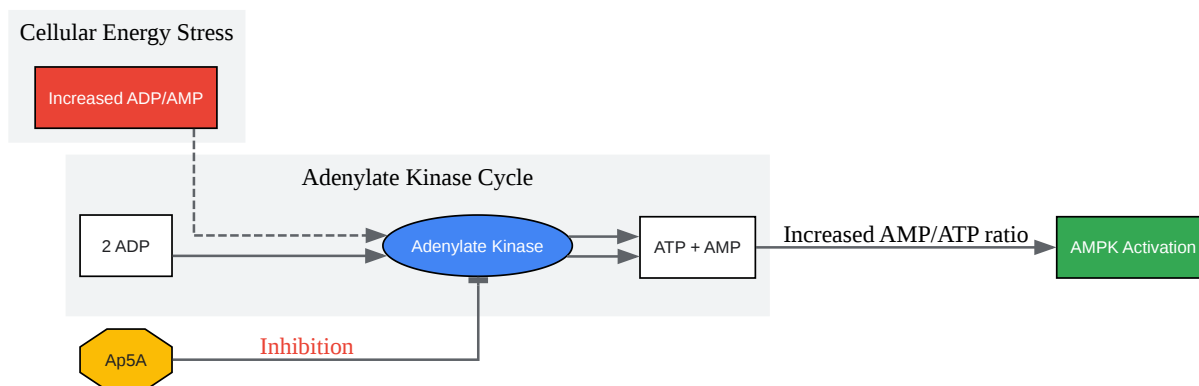 Cellular Energy Stress
Increased ADP/AMP
Adenylate Kinase Cycle
2 ADP
Adenylate Kinase
ATP + AMP
Increased AMP/ATP ratio
AMPK Activation
Ap5A
Inhibition